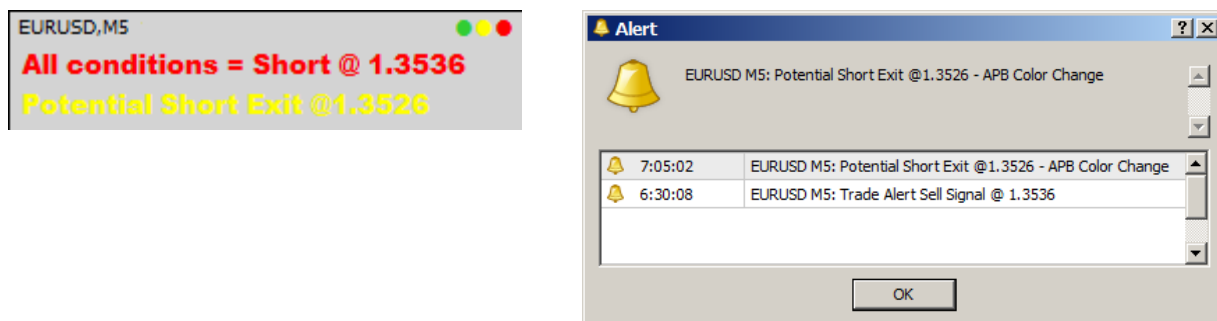 EURUSD,M5
All conditions = Short @ 1.3536
Potential Short Exit @1.3526
Alert
?
X
EURUSD M5: Potential Short Exit @1.3526 - APB Color Change
7:05:02 EURUSD M5: Potential Short Exit @1.3526 - APB Color Change
6:30:08 EURUSD M5: Trade Alert Sell Signal @ 1.3536
OK